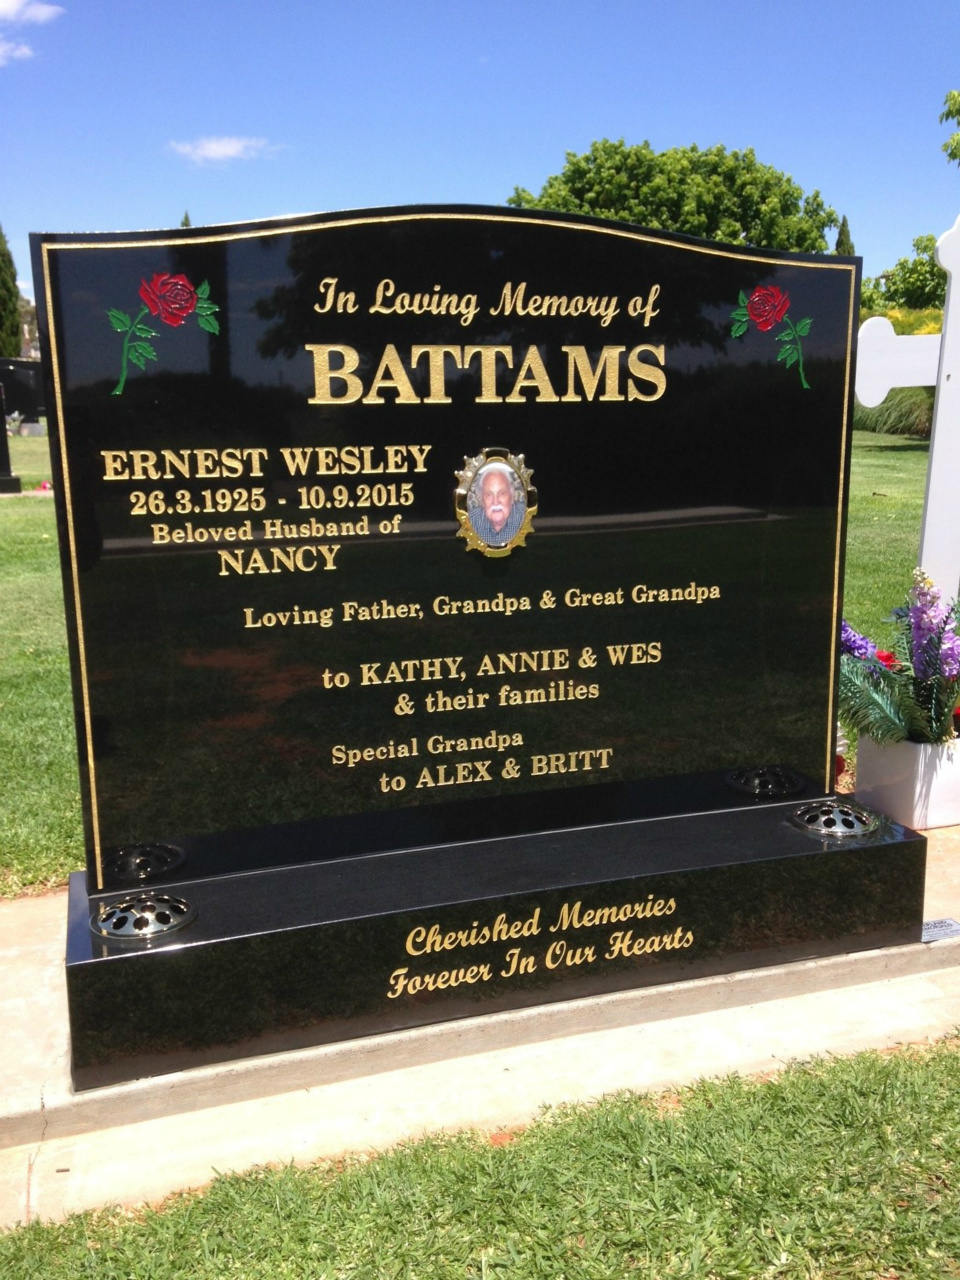 In Loving Memory of
BATTAMS
ERNEST WESLEY
26.3.1925 - 10.9.2015
Beloved Husband of
NANCY
Loving Father, Grandpa & Great Grandpa
to KATHY, ANNIE & WES
& their families
Special Grandpa
to ALEX & BRITT
Cherished Memories
Forever In Our Hearts